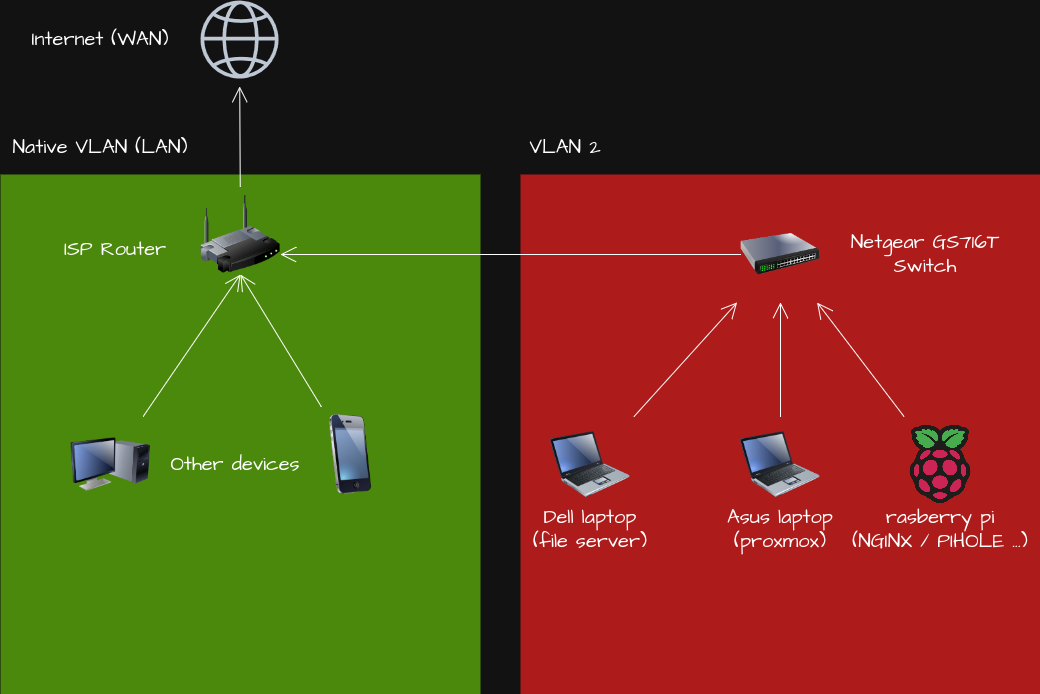 Internet (WAN)
Native VLAN (LAN)
VLAN 2
ISP Router
Netgear GS716T
Switch
Other devices
Dell laptop
(file server)
Asus laptop
(proxmox)
rasberry pi
(NGINX / PIHOLE ...)